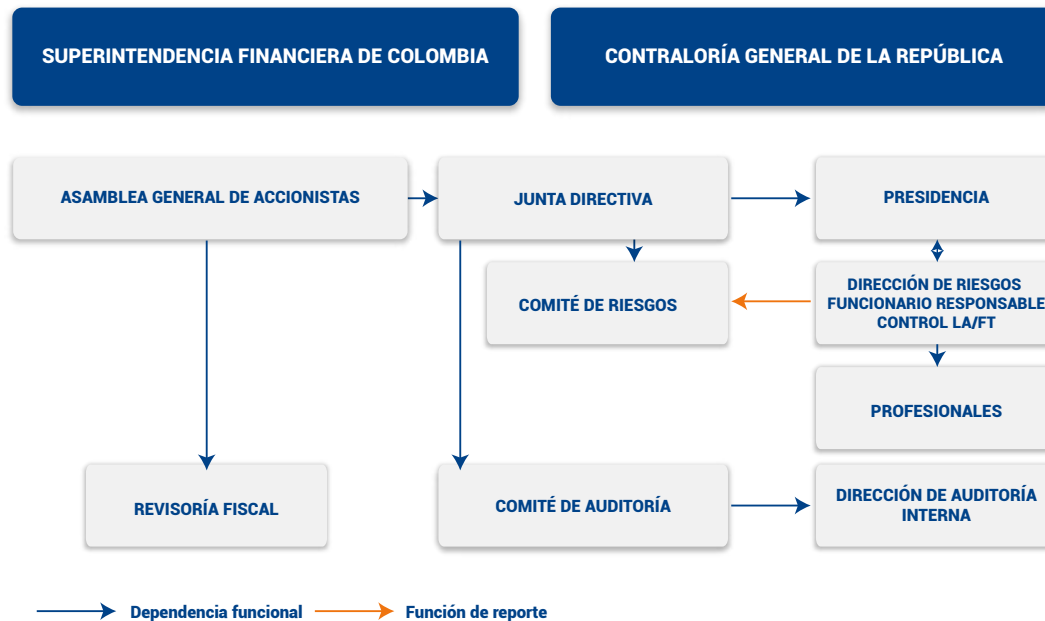 SUPERINTENDENCIA FINANCIERA DE COLOMBIA
CONTRALORÍA GENERAL DE LA REPÚBLICA
ASAMBLEA GENERAL DE ACCIONISTAS
JUNTA DIRECTIVA
PRESIDENCIA
COMITÉ DE RIESGOS
DIRECCIÓN DE RIESGOS
FUNCIONARIO RESPONSABLE
CONTROL LA/FT
PROFESIONALES
REVISORÍA FISCAL
COMITÉ DE AUDITORÍA
DIRECCIÓN DE AUDITORÍA
INTERNA
Dependencia funcional
Función de reporte